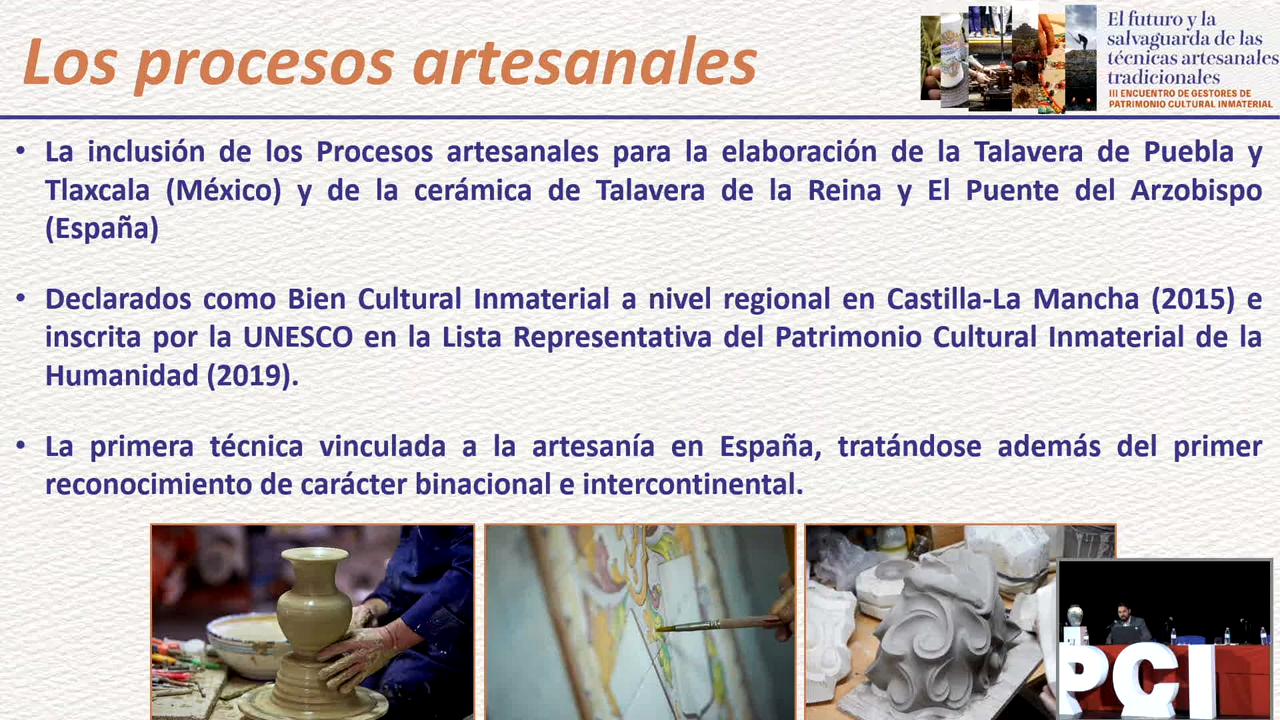 Los procesos artesanales
El futuro y la
salvaguarda de las
técnicas artesanales
tradicionales
III ENCUENTRO DE GESTORES DE
PATRIMONIO CULTURAL INMATERIAL
• La inclusión de los Procesos artesanales para la elaboración de la Talavera de Puebla y
Tlaxcala (México) y de la cerámica de Talavera de la Reina y El Puente del Arzobispo
(España)
• Declarados como Bien Cultural Inmaterial a nivel regional en Castilla-La Mancha (2015) e
inscrita por la UNESCO en la Lista Representativa del Patrimonio Cultural Inmaterial de la
Humanidad (2019).
• La primera técnica vinculada a la artesanía en España, tratándose además del primer
reconocimiento de carácter binacional e intercontinental.
PCI